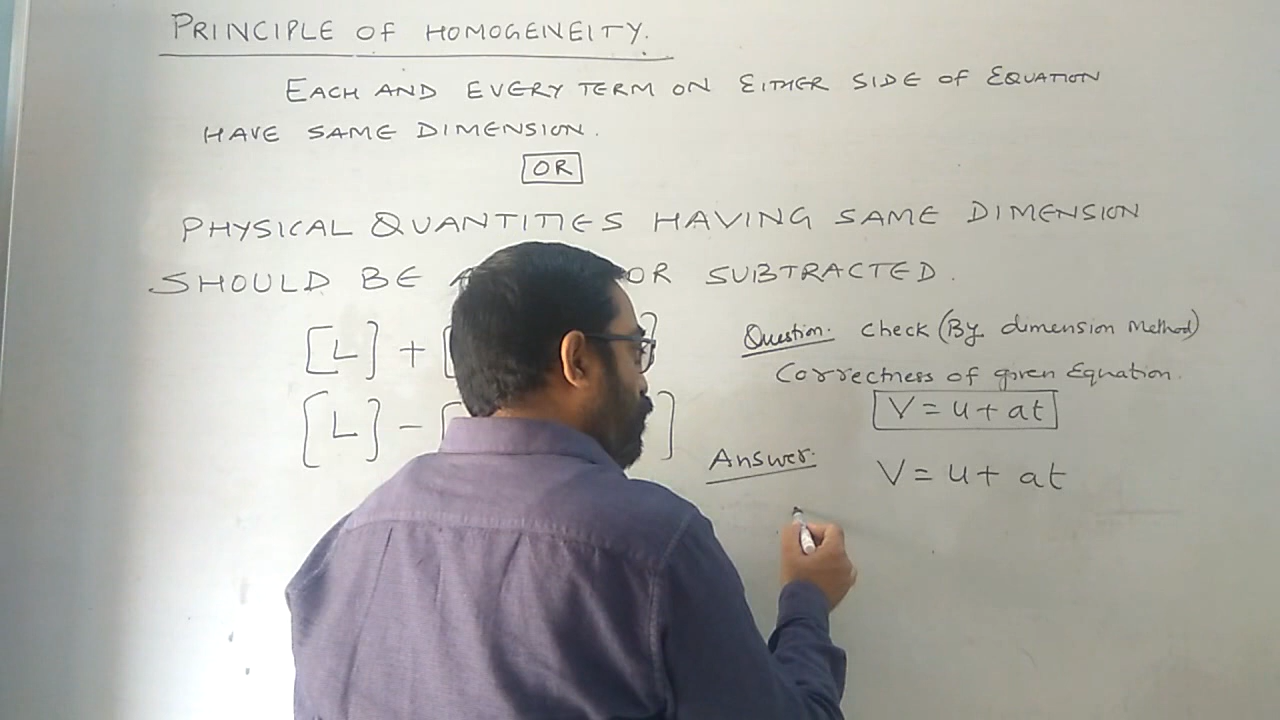 PRINCIPLE OF HOMOGENEITY.
EACH AND EVERY TERM ON EITHER SIDE OF EQUATION
HAVE SAME DIMENSION.
OR
PHYSICAL QUANTITIES HAVING SAME DIMENSION
SHOULD BE OR SUBTRACTED.
[L] + [ ]
[L] - [ ]
Question. Check (By dimension Method)
Correctness of given Equation.
V = u + at
Answer. V = u + at